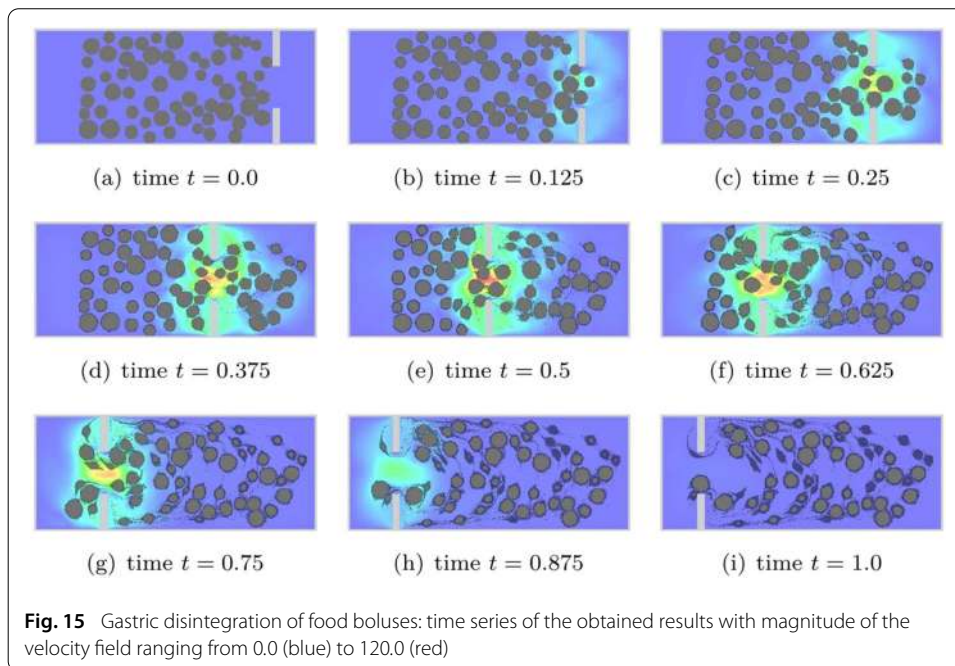 (a) time t = 0.0
(b) time t = 0.125
(c) time t = 0.25
(d) time t = 0.375
(e) time t = 0.5
(f) time t = 0.625
(g) time t = 0.75
(h) time t = 0.875
(i) time t = 1.0
Fig. 15 Gastric disintegration of food boluses: time series of the obtained results with magnitude of the
velocity field ranging from 0.0 (blue) to 120.0 (red)